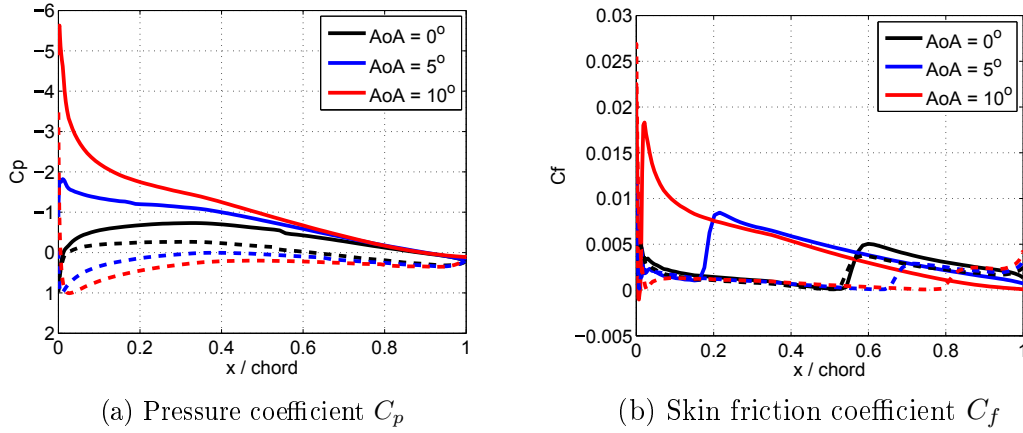 −6
−5
−4
−3
−2
−1
0
1
2
Cp
0 0.2 0.4 0.6 0.8 1
x / chord
AoA = 0°
AoA = 5°
AoA = 10°
(a) Pressure coefficient C_p
0.03
0.025
0.02
0.015
0.01
0.005
0
−0.005
Cf
0 0.2 0.4 0.6 0.8 1
x / chord
AoA = 0°
AoA = 5°
AoA = 10°
(b) Skin friction coefficient C_f